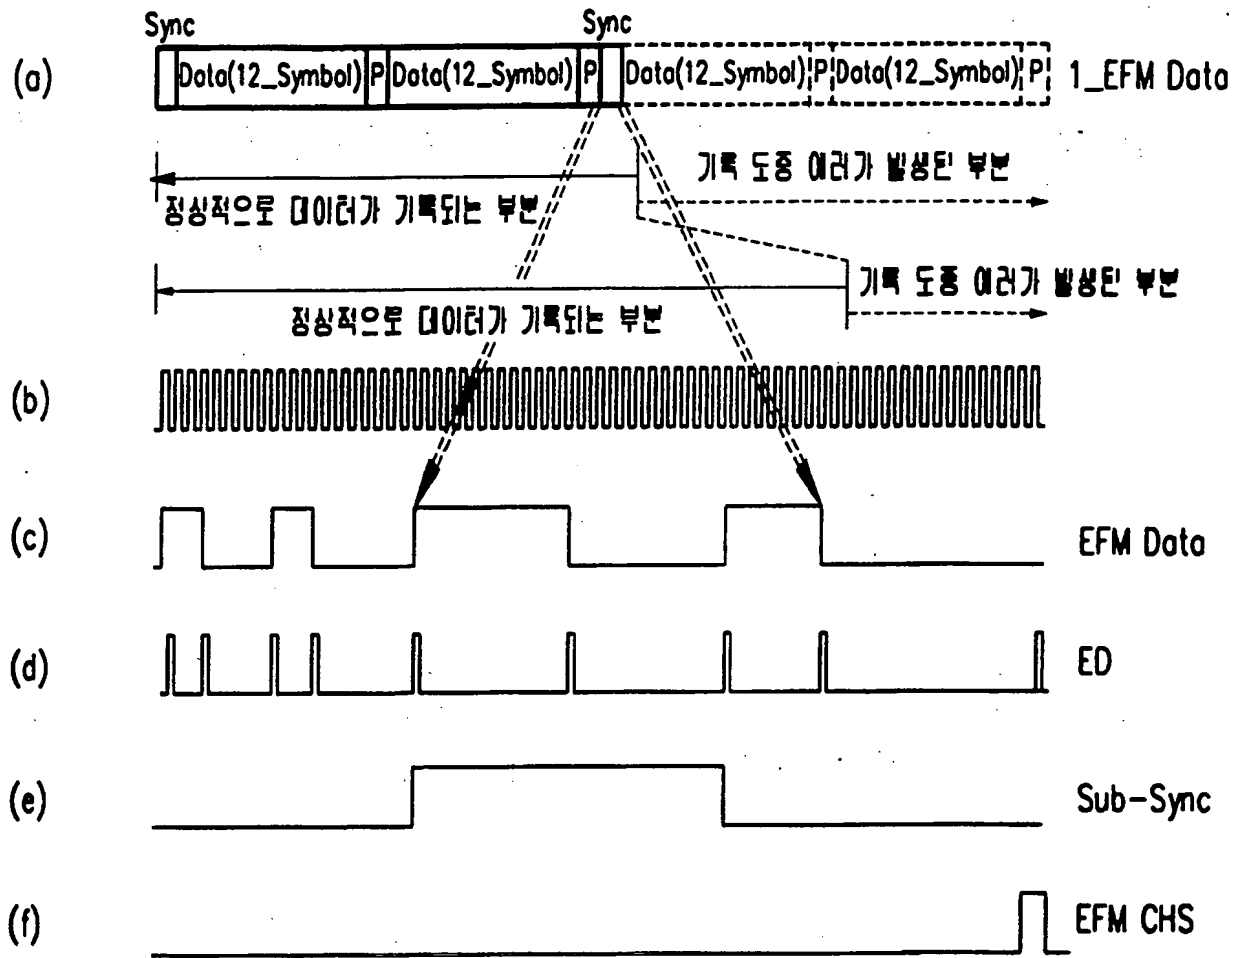 Sync Sync
(a) Data(12_Symbol) P Data(12_Symbol) P Data(12_Symbol) P Data(12_Symbol) P 1_EFM Data
기록 도중 에러가 발생된 부분
정상적으로 데이터가 기록되는 부분
기록 도중 에러가 발생된 부분
정상적으로 데이터가 기록되는 부분
(b)
(c) EFM Data
(d) ED
(e) Sub-Sync
(f) EFM CHS